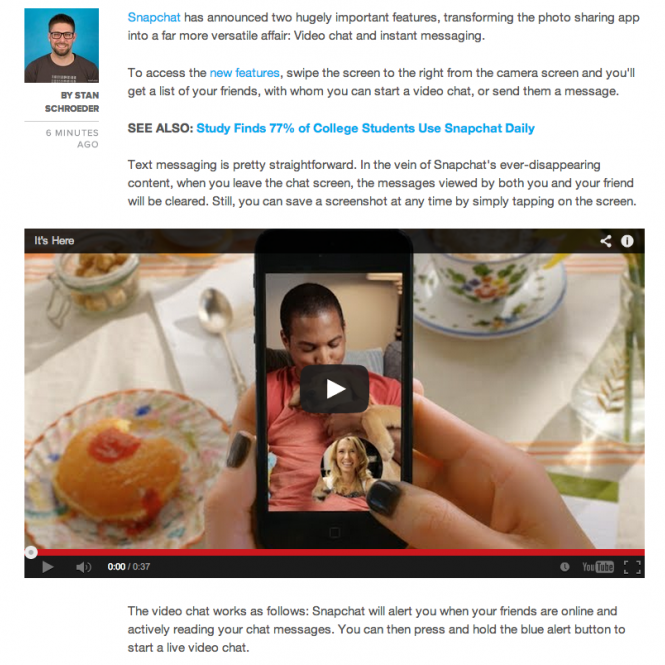 Snapchat has announced two hugely important features, transforming the photo sharing app
into a far more versatile affair: Video chat and instant messaging.
BY STAN
SCHROEDER
6 MINUTES
AGO
To access the new features, swipe the screen to the right from the camera screen and you'll
get a list of your friends, with whom you can start a video chat, or send them a message.
SEE ALSO: Study Finds 77% of College Students Use Snapchat Daily
Text messaging is pretty straightforward. In the vein of Snapchat's ever-disappearing
content, when you leave the chat screen, the messages viewed by both you and your friend
will be cleared. Still, you can save a screenshot at any time by simply tapping on the screen.
It's Here
0:00 / 0:37
YouTube
The video chat works as follows: Snapchat will alert you when your friends are online and
actively reading your chat messages. You can then press and hold the blue alert button to
start a live video chat.